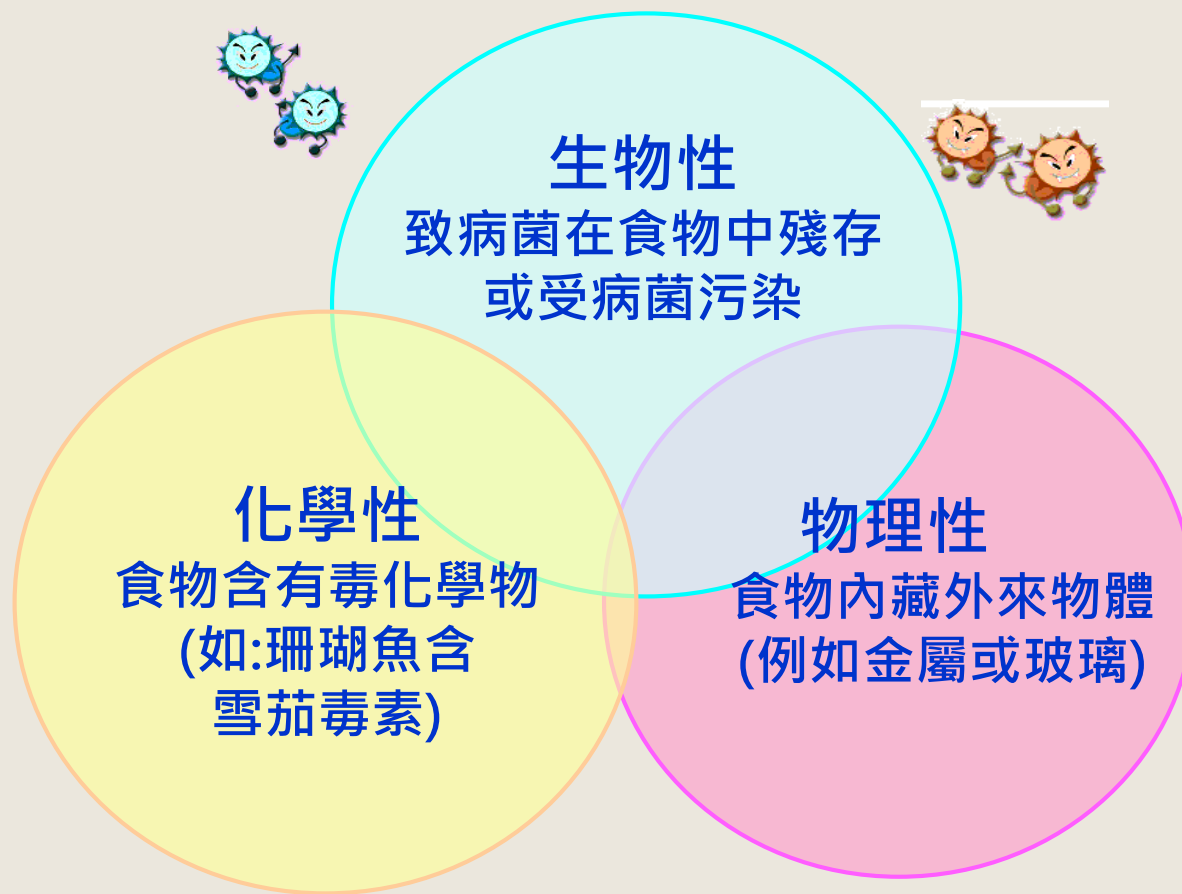 生物性
致病菌在食物中殘存
或受病菌污染
化學性
食物含有毒化學物
(如:珊瑚魚含
雪茄毒素)
物理性
食物內藏外來物體
(例如金屬或玻璃)